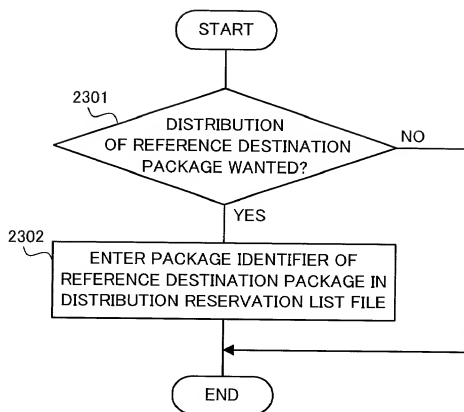 START
2301
DISTRIBUTION
OF REFERENCE DESTINATION
PACKAGE WANTED?
NO
YES
2302
ENTER PACKAGE IDENTIFIER OF
REFERENCE DESTINATION PACKAGE IN
DISTRIBUTION RESERVATION LIST FILE
END